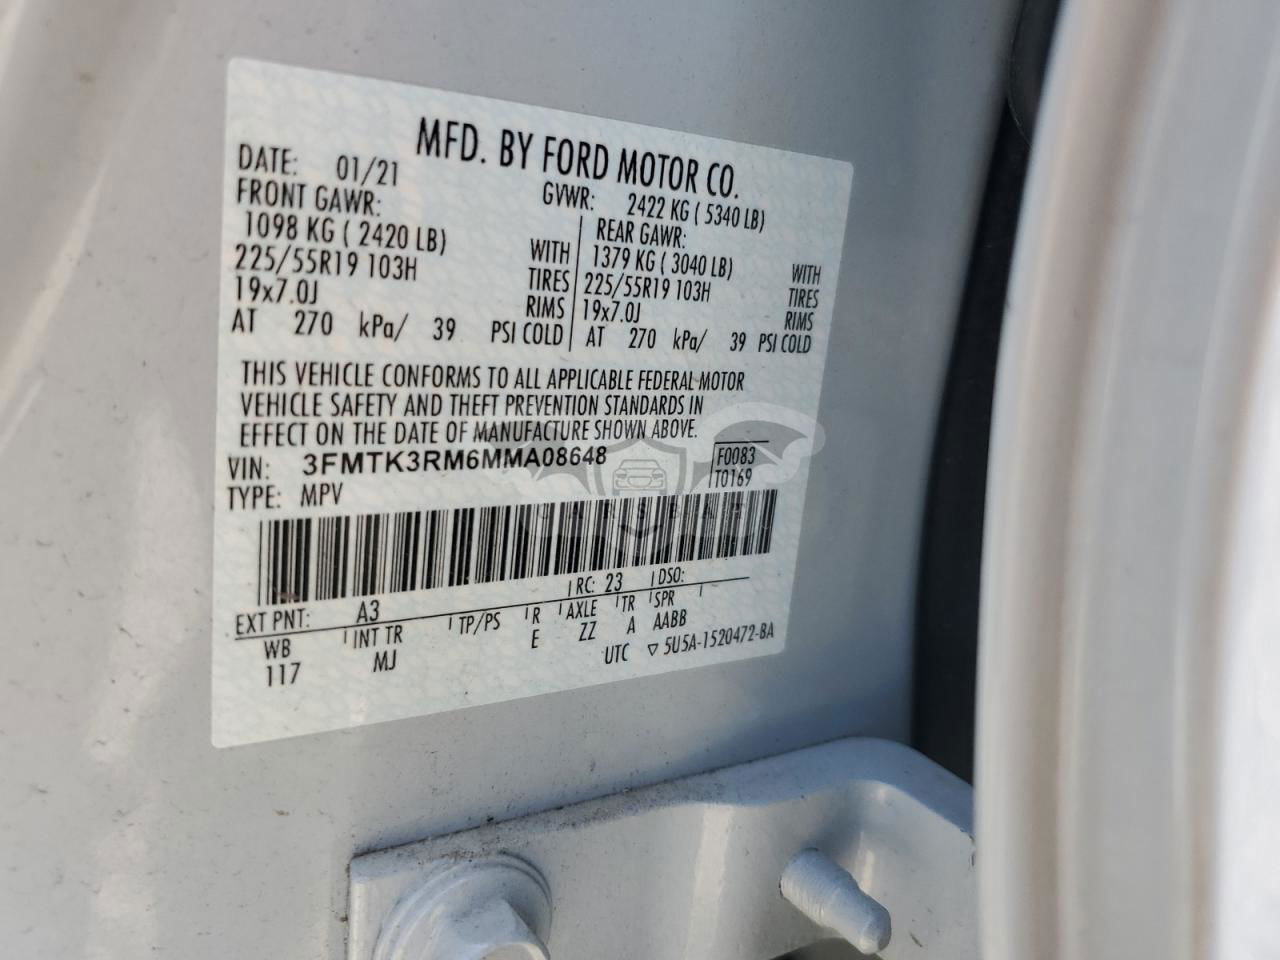 MFD. BY FORD MOTOR CO.
DATE: 01/21 GVWR: 2422 KG ( 5340 LB)
FRONT GAWR: REAR GAWR:
1098 KG ( 2420 LB) WITH 1379 KG ( 3040 LB) WITH
225/55R19 103H TIRES 225/55R19 103H TIRES
19x7.0J RIMS 19x7.0J RIMS
AT 270 kPa/ 39 PSI COLD AT 270 kPa/ 39 PSI COLD
THIS VEHICLE CONFORMS TO ALL APPLICABLE FEDERAL MOTOR
VEHICLE SAFETY AND THEFT PREVENTION STANDARDS IN
EFFECT ON THE DATE OF MANUFACTURE SHOWN ABOVE.
VIN: 3FMTK3RM6MMA08648 F0083
TYPE: MPV T0169
EXT PNT: A3 RC: 23 DSO:
WB INT TR TP/PS R AXLE TR SPR
117 MJ E ZZ A AABB
UTC ▽ 5U5A-1520472-BA